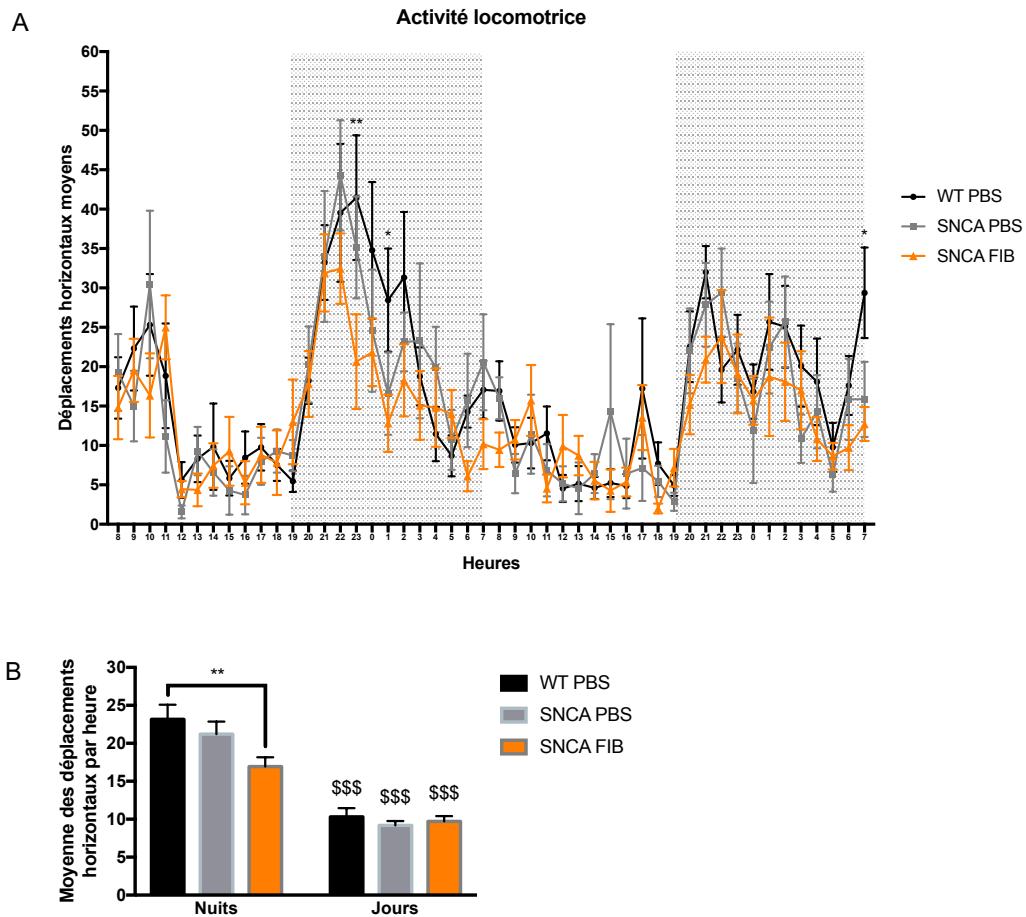 A
Activité locomotrice
Déplacements horizontaux moyens
60
55
50
45
40
35
30
25
20
15
10
5
0
**
*
*
8 9 10 11 12 13 14 15 16 17 18 19 20 21 22 23 0 1 2 3 4 5 6 7 8 9 10 11 12 13 14 15 16 17 18 19 20 21 22 23 0 1 2 3 4 5 6 7
Heures
WT PBS
SNCA PBS
SNCA FIB
B
Moyenne des déplacements
horizontaux par heure
30
25
20
15
10
5
0
**
$$$ $$$ $$$
Nuits Jours
WT PBS
SNCA PBS
SNCA FIB